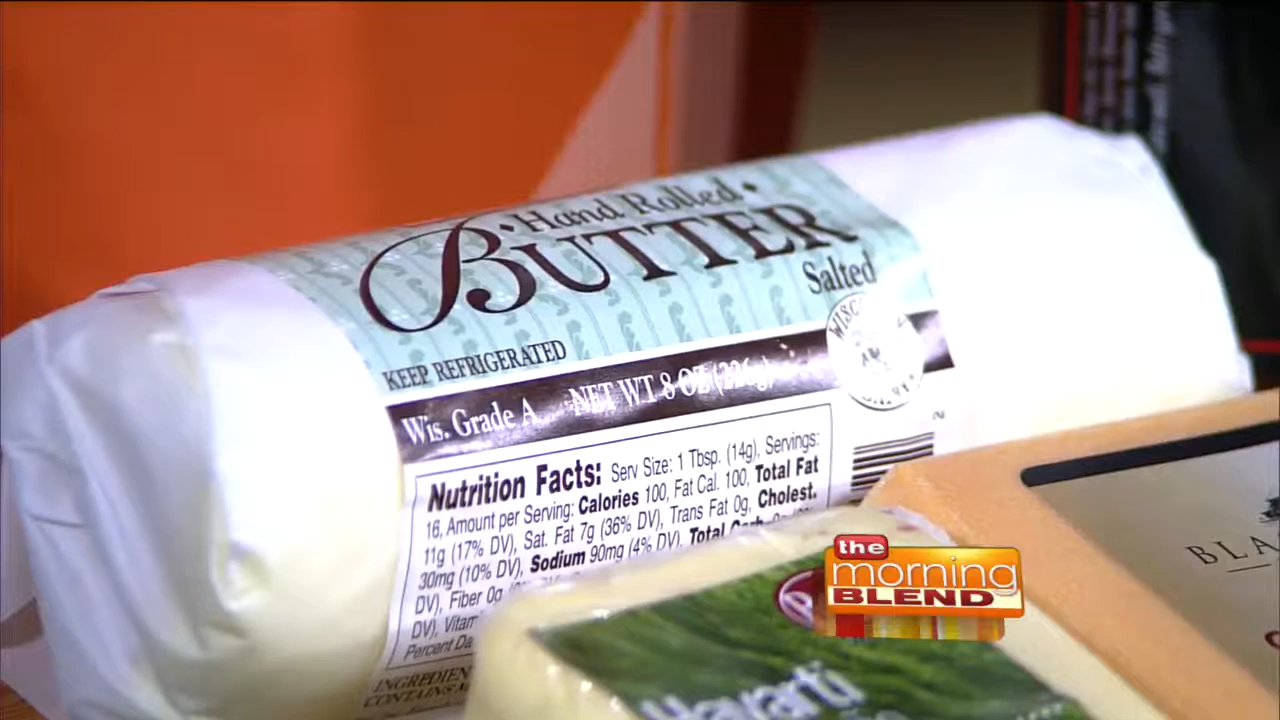 • Hand Rolled •
BUTTER
Salted
KEEP REFRIGERATED
Wis. Grade A NET WT 8 OZ (226g)
Nutrition Facts: Serv Size: 1 Tbsp. (14g), Servings:
16, Amount per Serving: Calories 100, Fat Cal. 100, Total Fat
11g (17% DV), Sat. Fat 7g (36% DV), Trans Fat 0g, Cholest.
30mg (10% DV), Sodium 90mg (4% DV), Total
DV), Fiber 0g
DV),
Percent
the
morning
BLEND
Havarti